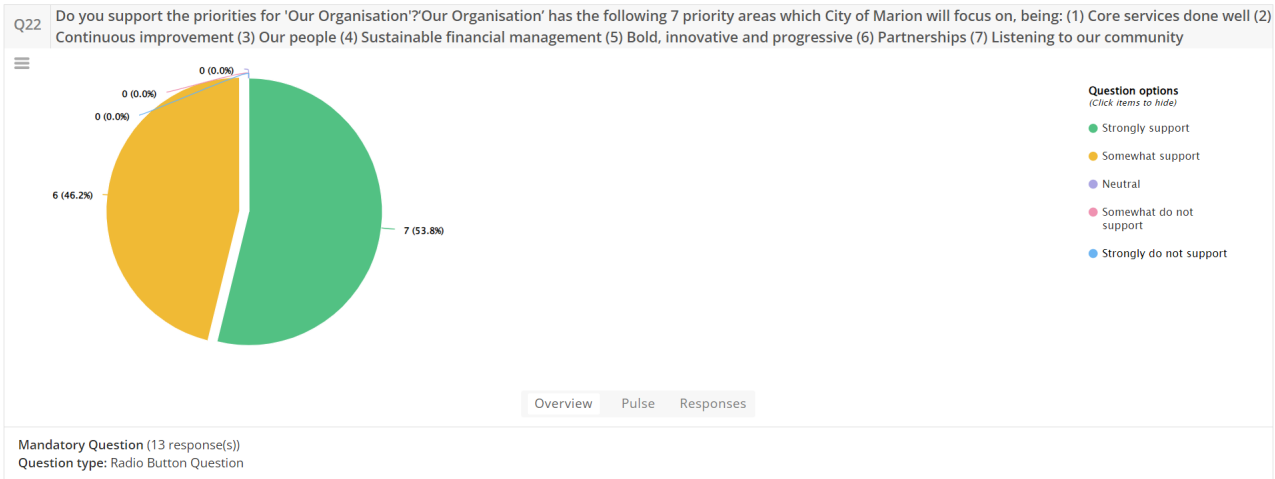 Q22
Do you support the priorities for 'Our Organisation'?‘Our Organisation’ has the following 7 priority areas which City of Marion will focus on, being: (1) Core services done well (2)
Continuous improvement (3) Our people (4) Sustainable financial management (5) Bold, innovative and progressive (6) Partnerships (7) Listening to our community
0 (0.0%)
0 (0.0%)
0 (0.0%)
6 (46.2%)
7 (53.8%)
Question options
(Click items to hide)
Strongly support
Somewhat support
Neutral
Somewhat do not
support
Strongly do not support
Overview Pulse Responses
Mandatory Question (13 response(s))
Question type: Radio Button Question